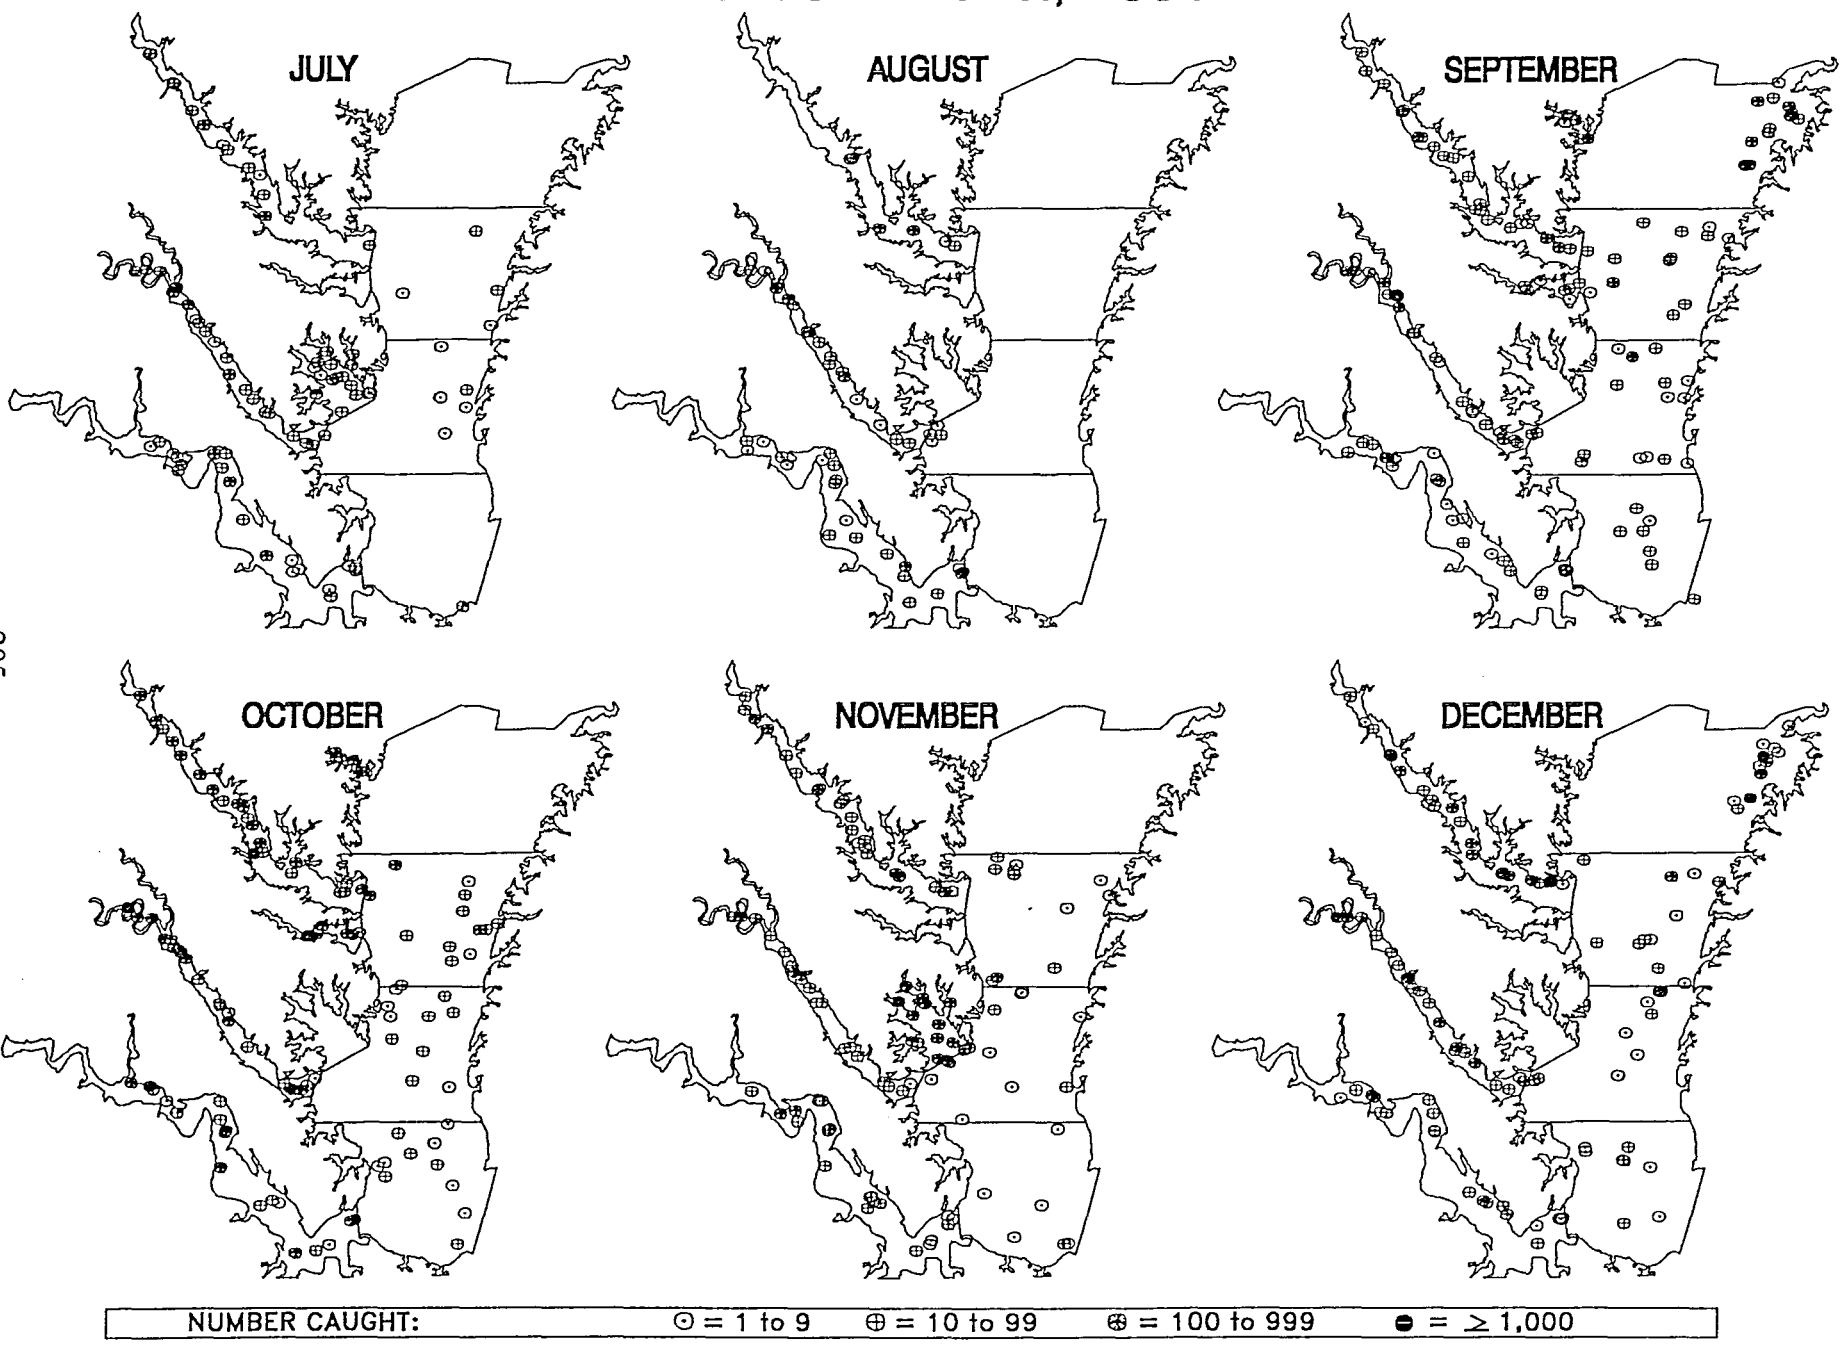 JULY
AUGUST
SEPTEMBER
OCTOBER
NOVEMBER
DECEMBER
NUMBER CAUGHT: ⊙ = 1 to 9 ⊕ = 10 to 99 ⊛ = 100 to 999 ● = ≥ 1,000